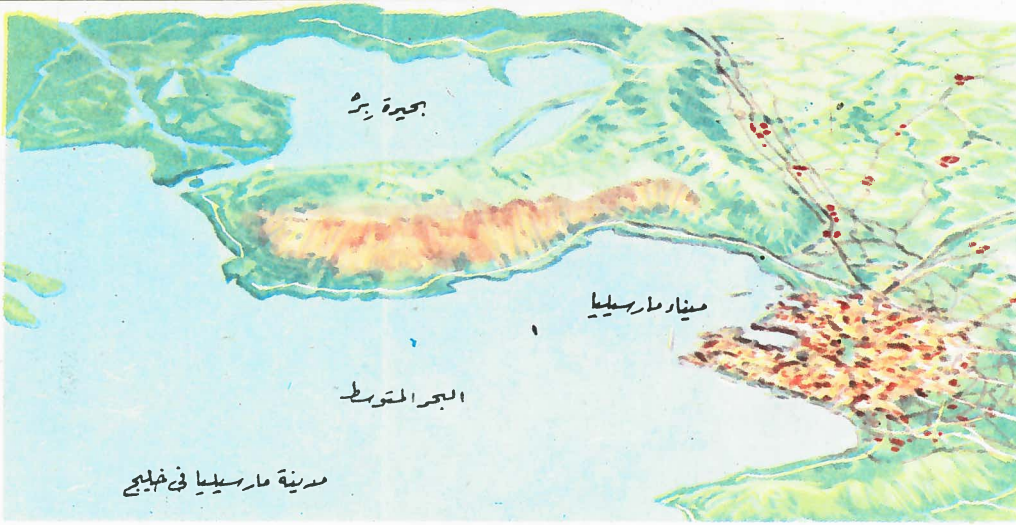 بحيرة بِرْ
ميناء مارسيليا
البحر المتوسط
مدينة مارسيليا في خليج